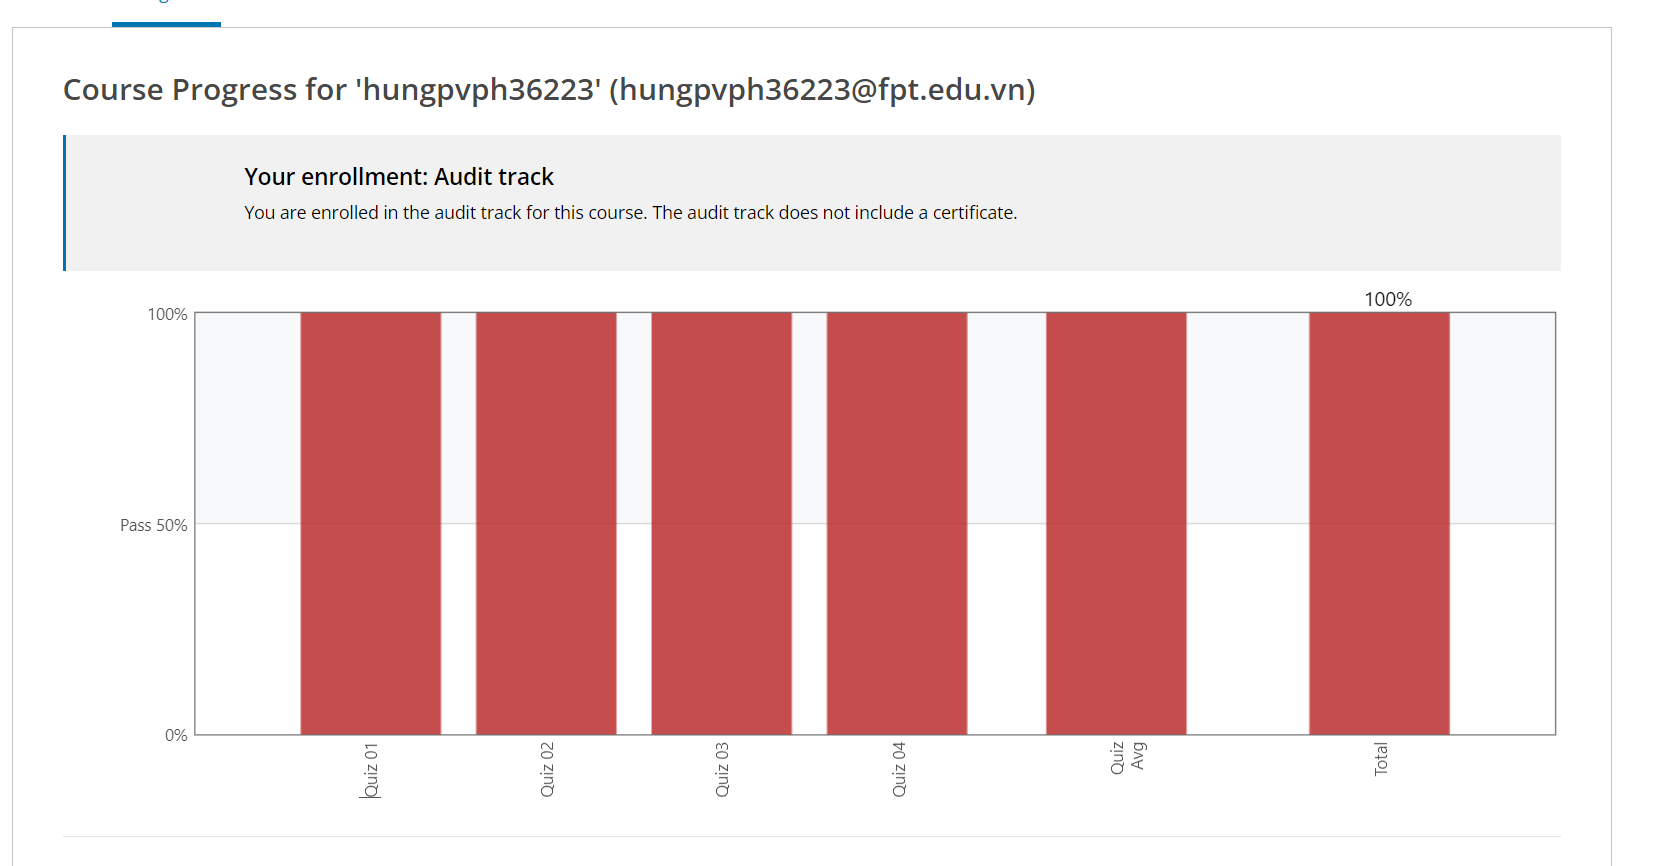 Course Progress for 'hungpvph36223' (hungpvph36223@fpt.edu.vn)
Your enrollment: Audit track
You are enrolled in the audit track for this course. The audit track does not include a certificate.
100%
100%
Pass 50%
0%
Quiz 01
Quiz 02
Quiz 03
Quiz 04
Quiz
Avg
Total